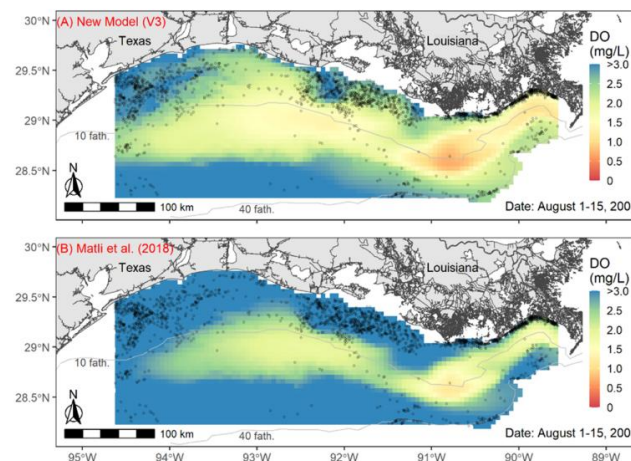 30°N
(A) New Model (V3)
Texas
Louisiana
DO
(mg/L)
29.5
>3.0
2.5
2.0
29°N
1.5
10 fath.
1.0
28.5
0.5
N
0
100 km
40 fath.
Date: August 1-15, 200
28.0
30°N
(B) Matli et al. (2018)
Texas
Louisiana
DO
(mg/L)
29.5
>3.0
2.5
2.0
29°N
1.5
10 fath.
1.0
28.5
0.5
N
0
100 km
40 fath.
Date: August 1-15, 200
28.0
95°W 94°W 93°W 92°W 91°W 90°W 89°W